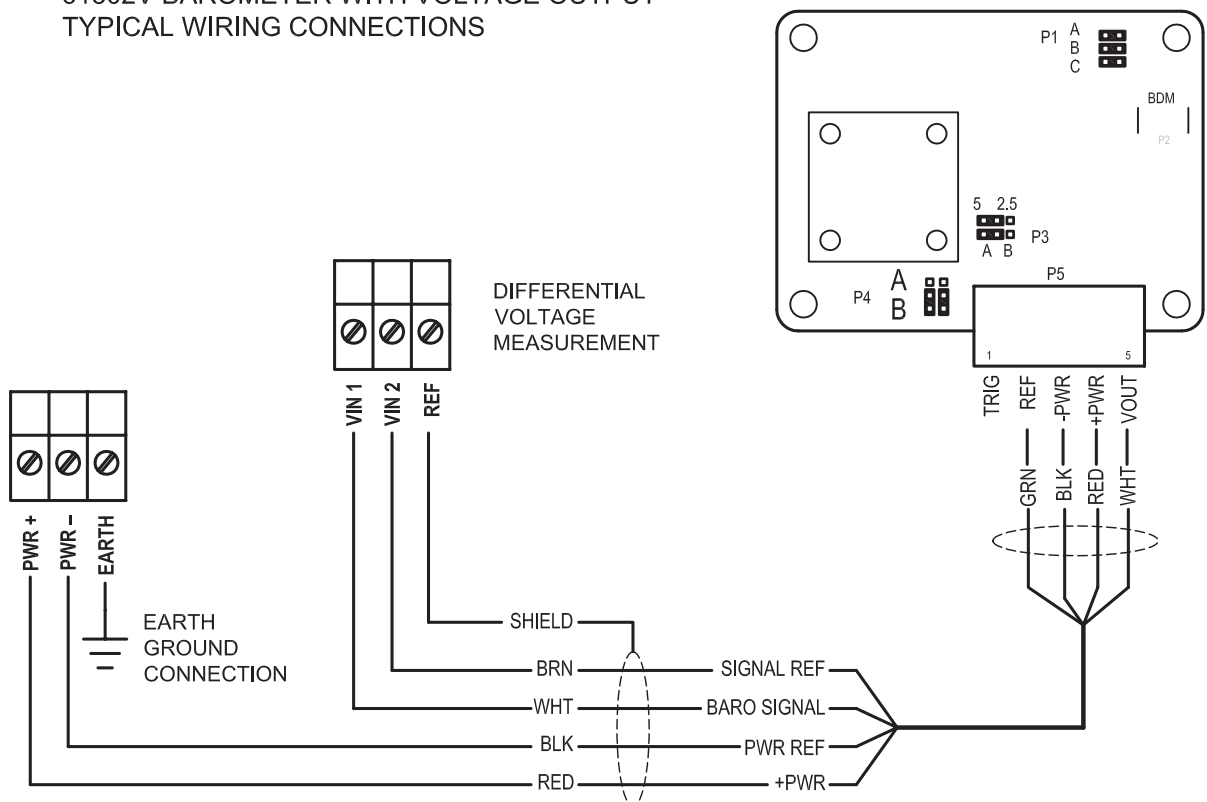 TYPICAL WIRING CONNECTIONS
P1
A
B
C
BDM
P2
5 2.5
P3
A B
P4
A
B
P5
1 5
TRIG
REF
-PWR
+PWR
VOUT
GRN
BLK
RED
WHT
DIFFERENTIAL
VOLTAGE
MEASUREMENT
VIN 1
VIN 2
REF
PWR +
PWR –
EARTH
EARTH
GROUND
CONNECTION
SHIELD
BRN SIGNAL REF
WHT BARO SIGNAL
BLK PWR REF
RED +PWR